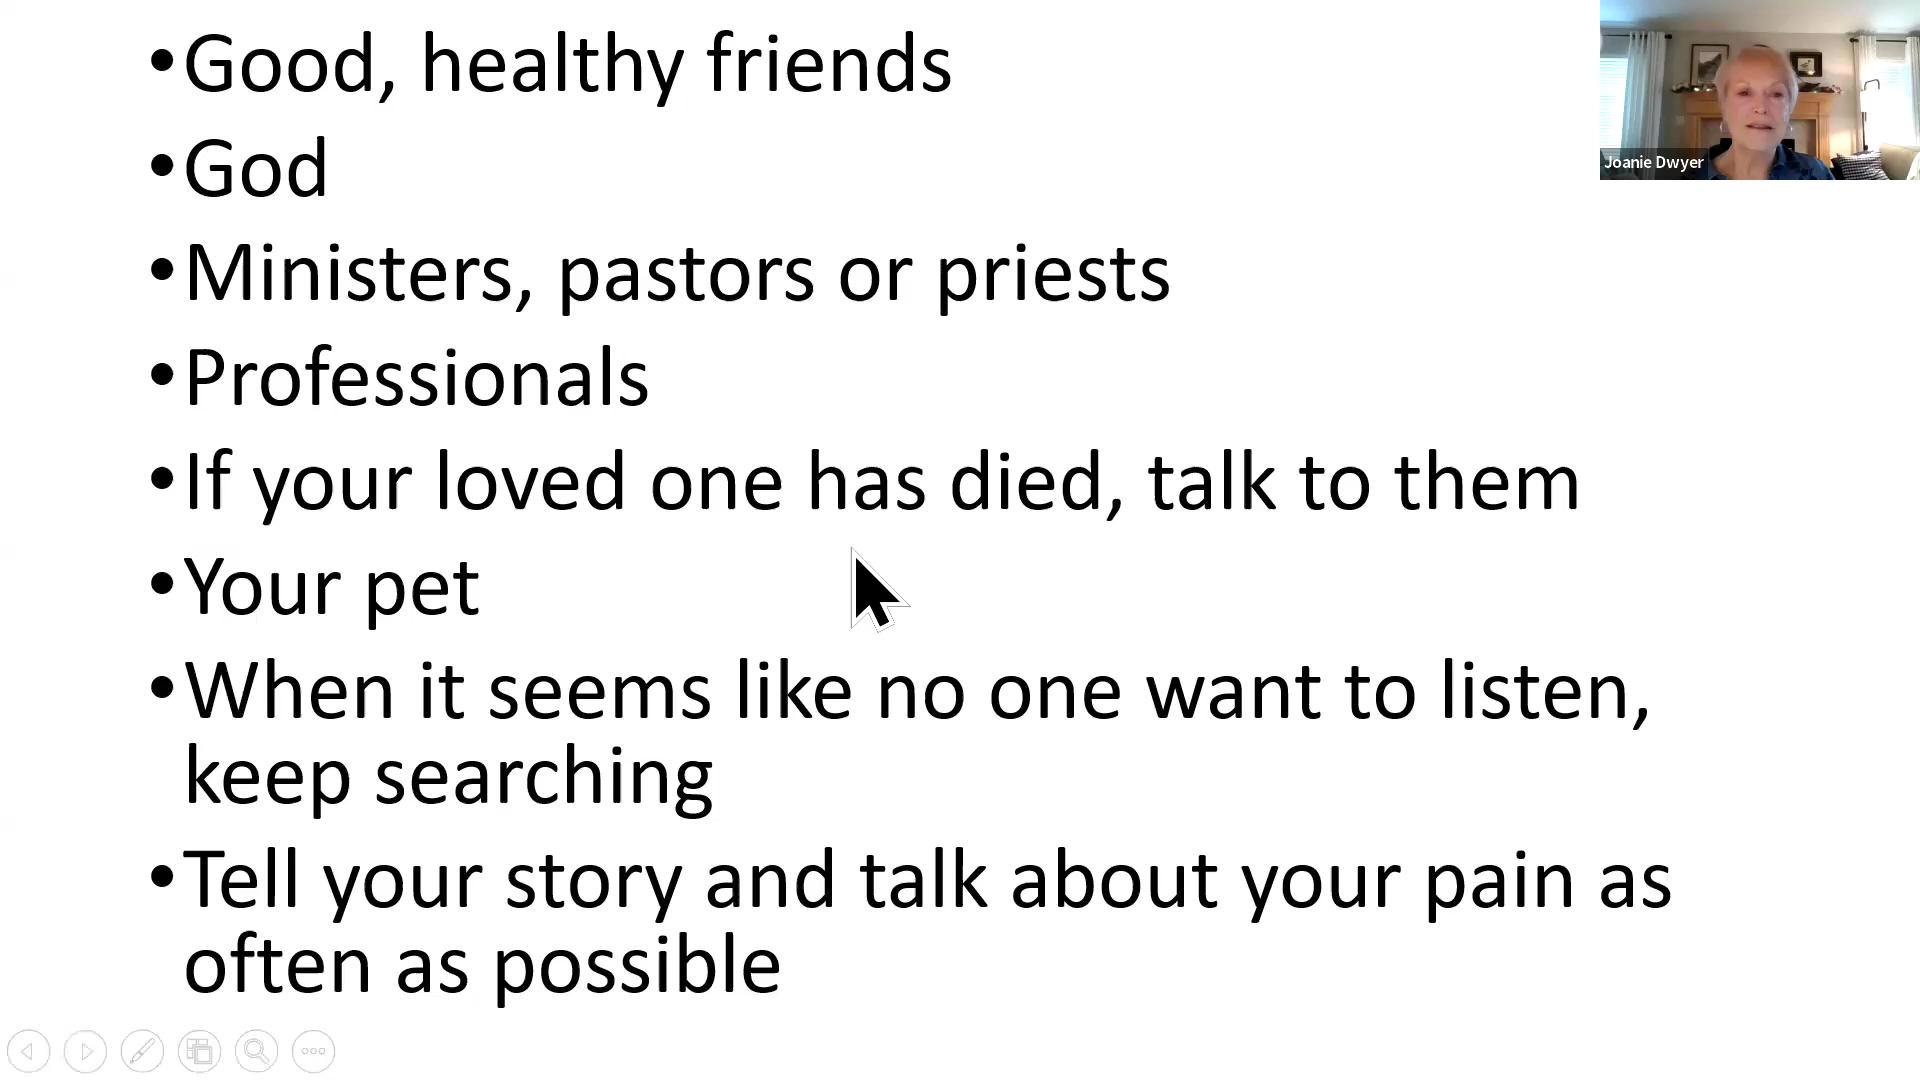 •Good, healthy friends
•God
•Ministers, pastors or priests
•Professionals
•If your loved one has died, talk to them
•Your pet
•When it seems like no one want to listen,
keep searching
•Tell your story and talk about your pain as
often as possible
Joanie Dwyer